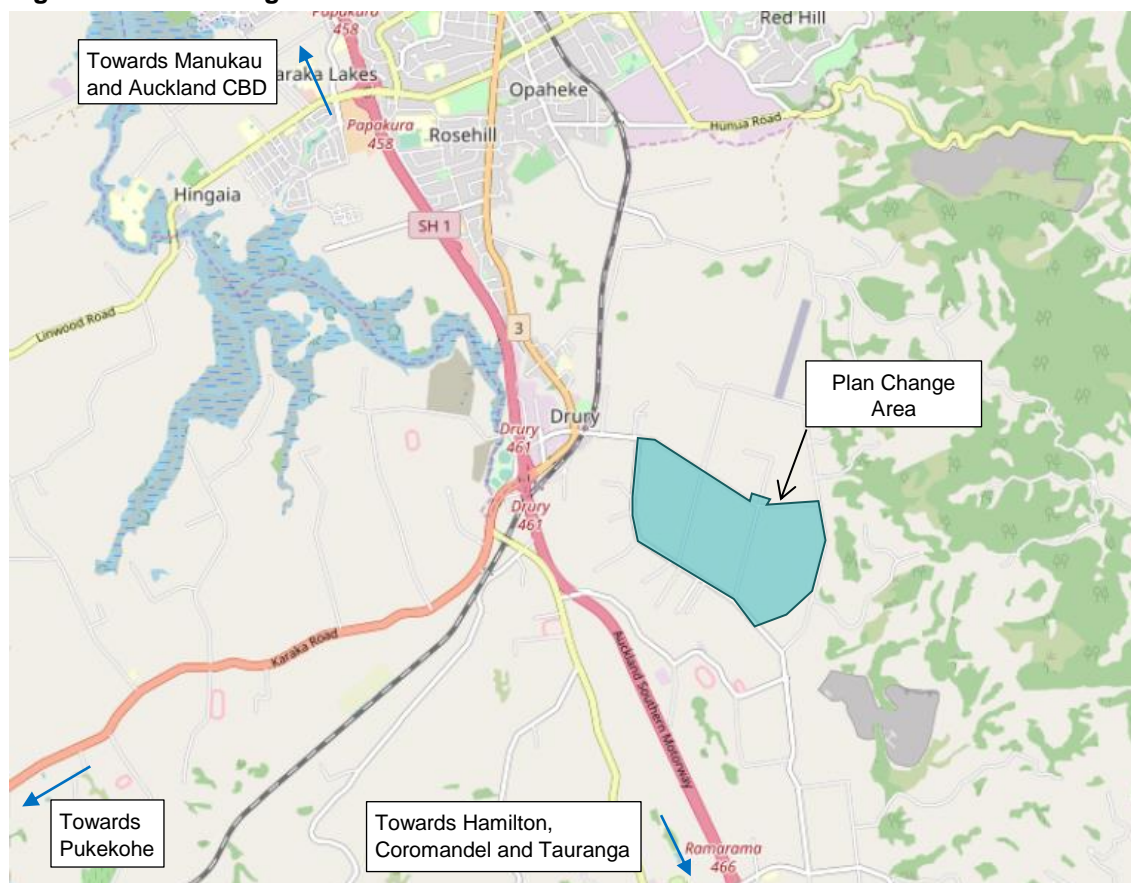 Papakura
458
Red Hill
Towards Manukau
and Auckland CBD
araka Lakes
Opaheke
Papakura
458
Rosehill
Hunua Road
Hingaia
SH 1
Linwood Road
3
Plan Change
Area
Drury
Drury
461
Drury
461
Karaka Road
Auckland Southern Motorway
Towards
Pukekohe
Towards Hamilton,
Coromandel and Tauranga
Ramarama
466